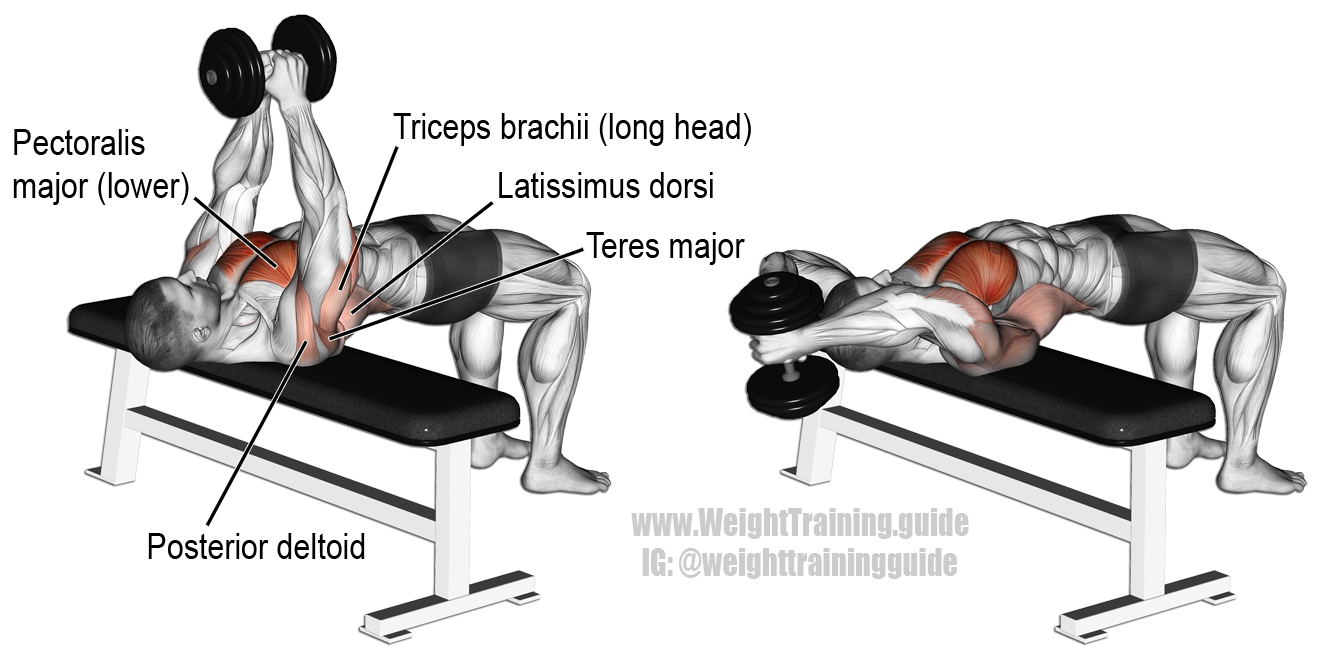 Triceps brachii (long head)
Pectoralis
major (lower)
Latissimus dorsi
Teres major
Posterior deltoid
www.WeightTraining.guide
IG: @weighttrainingguide